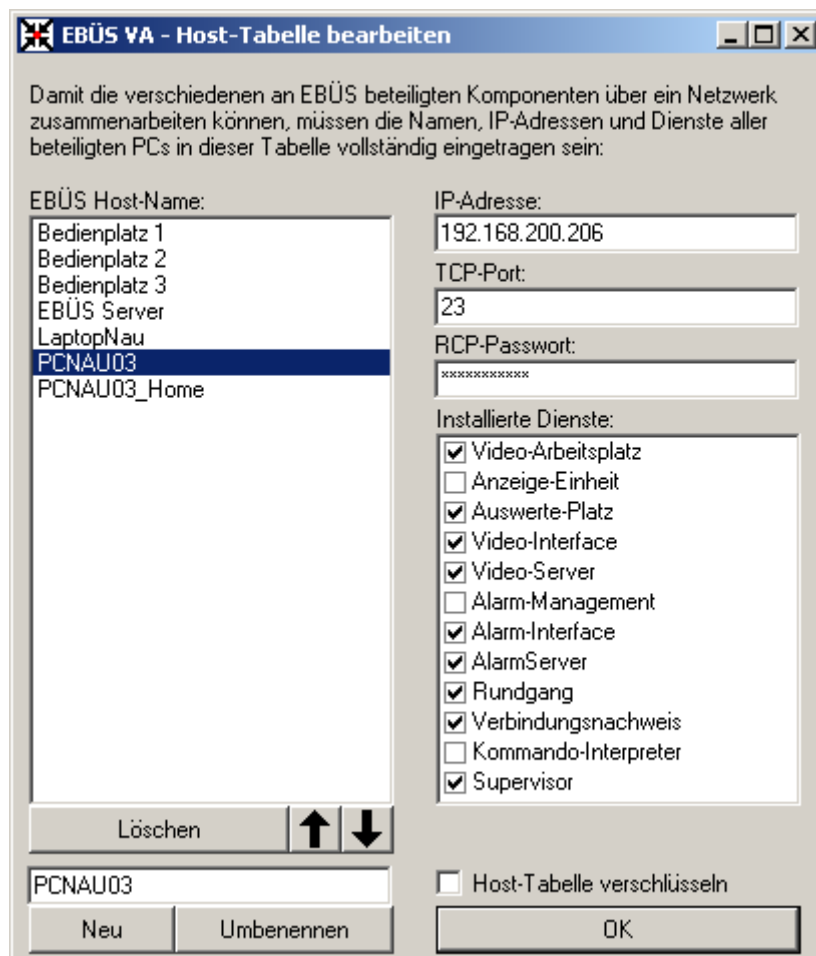 EBÜS VA - Host-Tabelle bearbeiten
Damit die verschiedenen an EBÜS beteiligten Komponenten über ein Netzwerk
zusammenarbeiten können, müssen die Namen, IP-Adressen und Dienste aller
beteiligten PCs in dieser Tabelle vollständig eingetragen sein:
EBÜS Host-Name:
Bedienplatz 1
Bedienplatz 2
Bedienplatz 3
EBÜS Server
LaptopNau
PCNAU03
PCNAU03_Home
Löschen
PCNAU03
Neu
Umbenennen
IP-Adresse:
192.168.200.206
TCP-Port:
23
RCP-Passwort:
***********
Installierte Dienste:
Video-Arbeitsplatz
Anzeige-Einheit
Auswerte-Platz
Video-Interface
Video-Server
Alarm-Management
Alarm-Interface
AlarmServer
Rundgang
Verbindungsnachweis
Kommando-Interpreter
Supervisor
Host-Tabelle verschlüsseln
OK